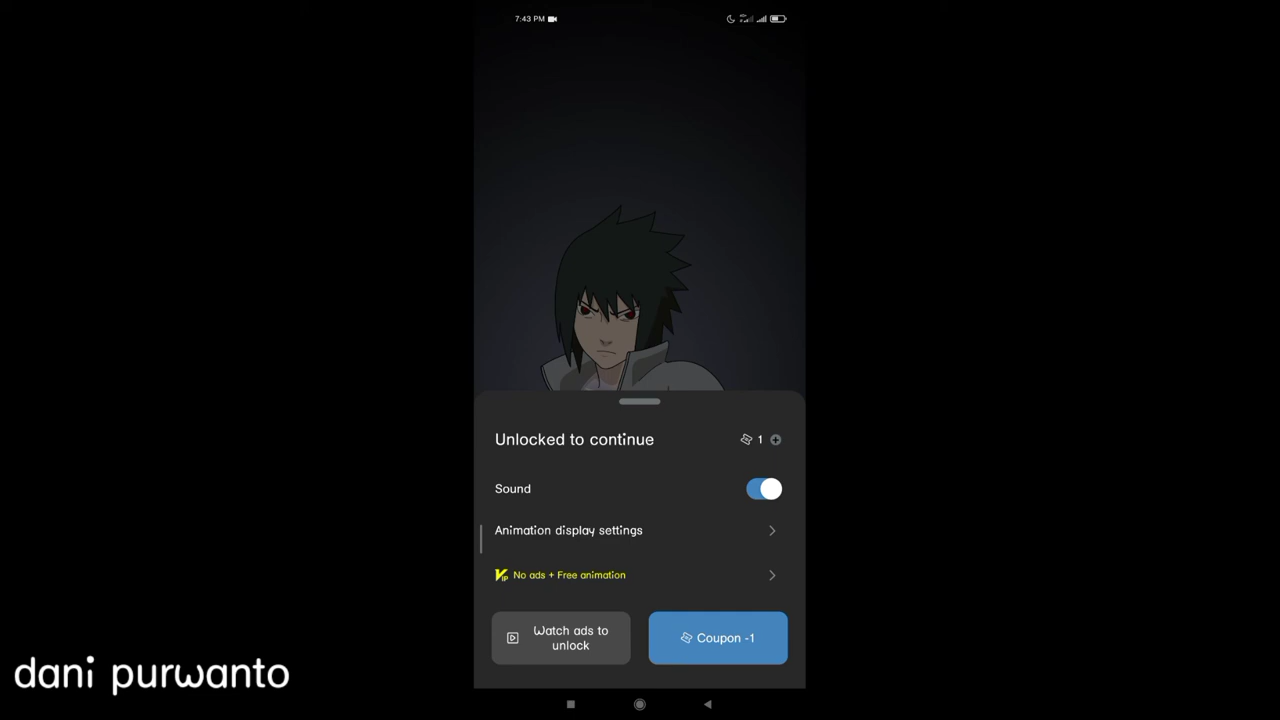 7:43 PM
Unlocked to continue
1
Sound
Animation display settings
VIP No ads + Free animation
Watch ads to
unlock
Coupon -1
dani purwanto